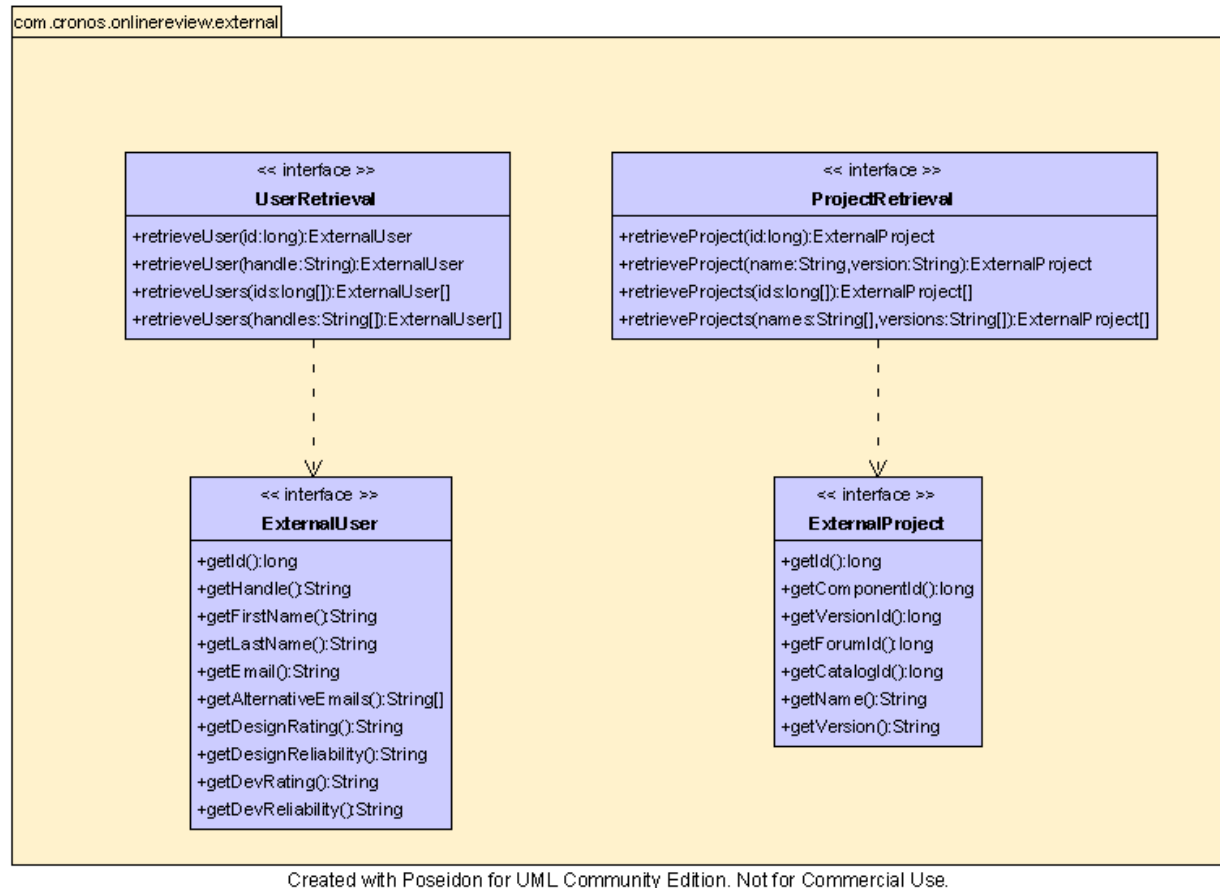 com.cronos.onlinereview.external
<< interface >>
UserRetrieval
+retrieveUser(id:long):ExternalUser
+retrieveUser(handle:String):ExternalUser
+retrieveUsers(ids:long[]):ExternalUser[]
+retrieveUsers(handles:String[]):ExternalUser[]
<< interface >>
ProjectRetrieval
+retrieveProject(id:long):ExternalProject
+retrieveProject(name:String,version:String):ExternalProject
+retrieveProjects(ids:long[]):ExternalProject[]
+retrieveProjects(names:String[],versions:String[]):ExternalProject[]
<< interface >>
ExternalUser
+getId():long
+getHandle():String
+getFirstName():String
+getLastName():String
+getEmail():String
+getAlternativeEmails():String[]
+getDesignRating():String
+getDesignReliability():String
+getDevRating():String
+getDevReliability():String
<< interface >>
ExternalProject
+getId():long
+getComponentId():long
+getVersionId():long
+getForumId():long
+getCatalogId():long
+getName():String
+getVersion():String
Created with Poseidon for UML Community Edition. Not for Commercial Use.